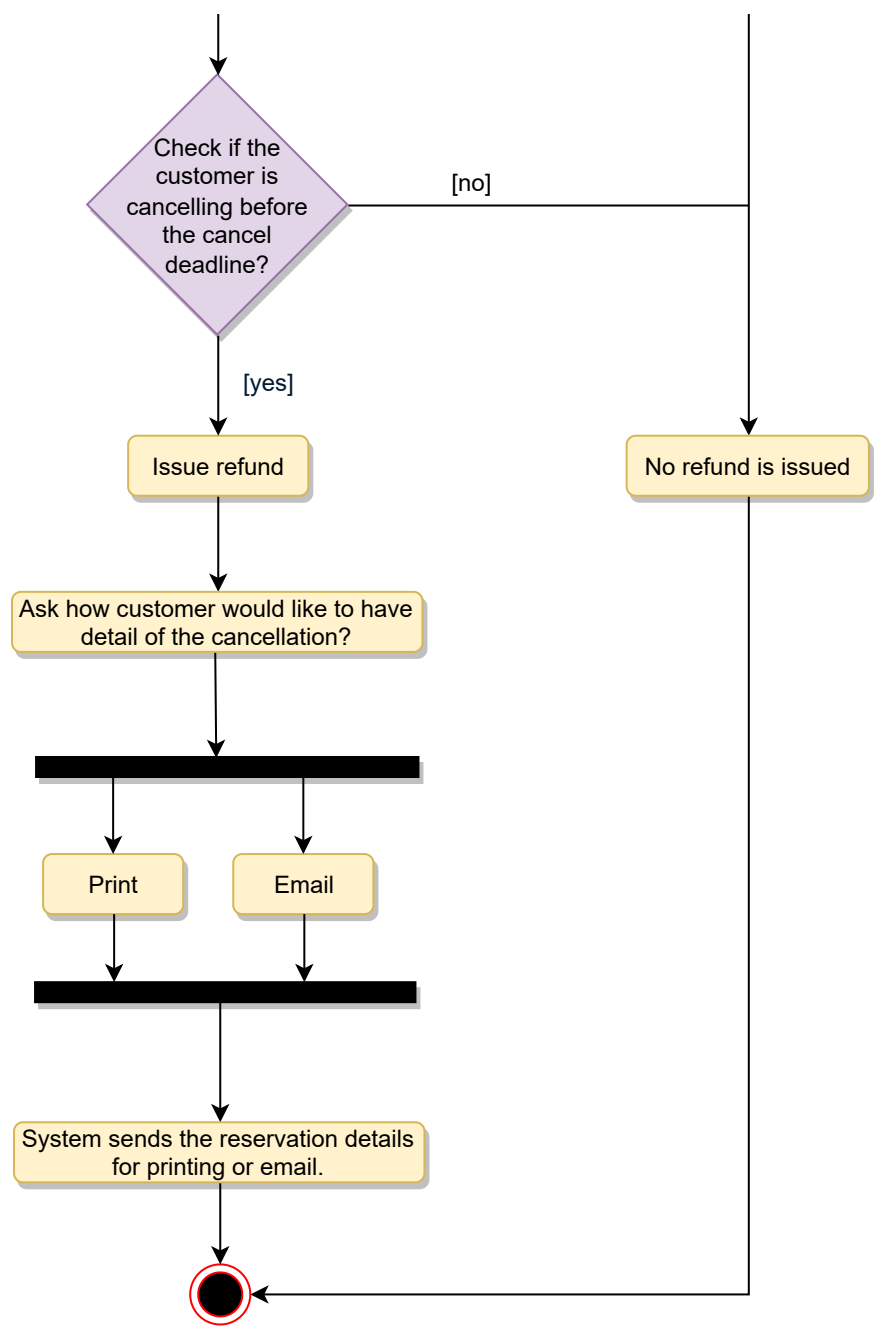 Check if the
customer is
cancelling before
the cancel
deadline?
[no]
[yes]
Issue refund
No refund is issued
Ask how customer would like to have
detail of the cancellation?
Print
Email
System sends the reservation details
for printing or email.